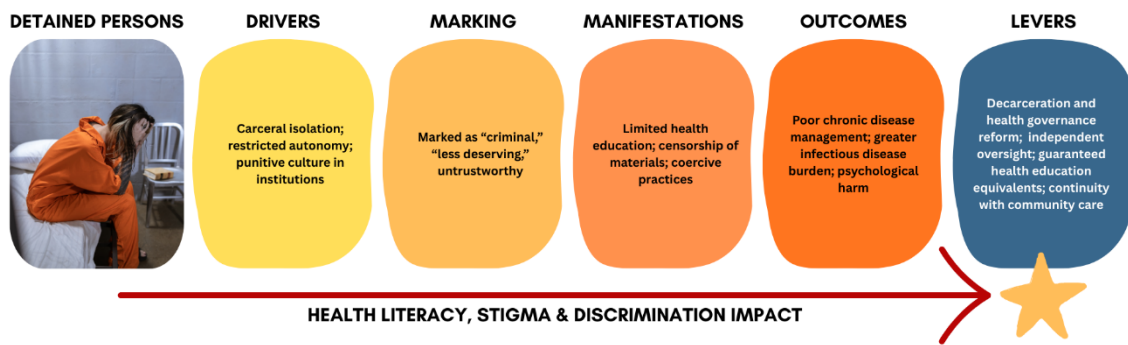 DETAINED PERSONS
DRIVERS
MARKING
MANIFESTATIONS
OUTCOMES
LEVERS
Carceral isolation;
restricted autonomy;
punitive culture in
institutions
Marked as “criminal,”
“less deserving,”
untrustworthy
Limited health
education; censorship of
materials; coercive
practices
Poor chronic disease
management; greater
infectious disease
burden; psychological
harm
Decarceration and
health governance
reform; independent
oversight; guaranteed
health education
equivalents; continuity
with community care
HEALTH LITERACY, STIGMA & DISCRIMINATION IMPACT